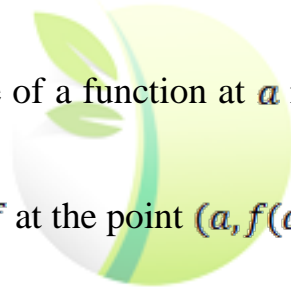 of a function at a
at the point (a, f(